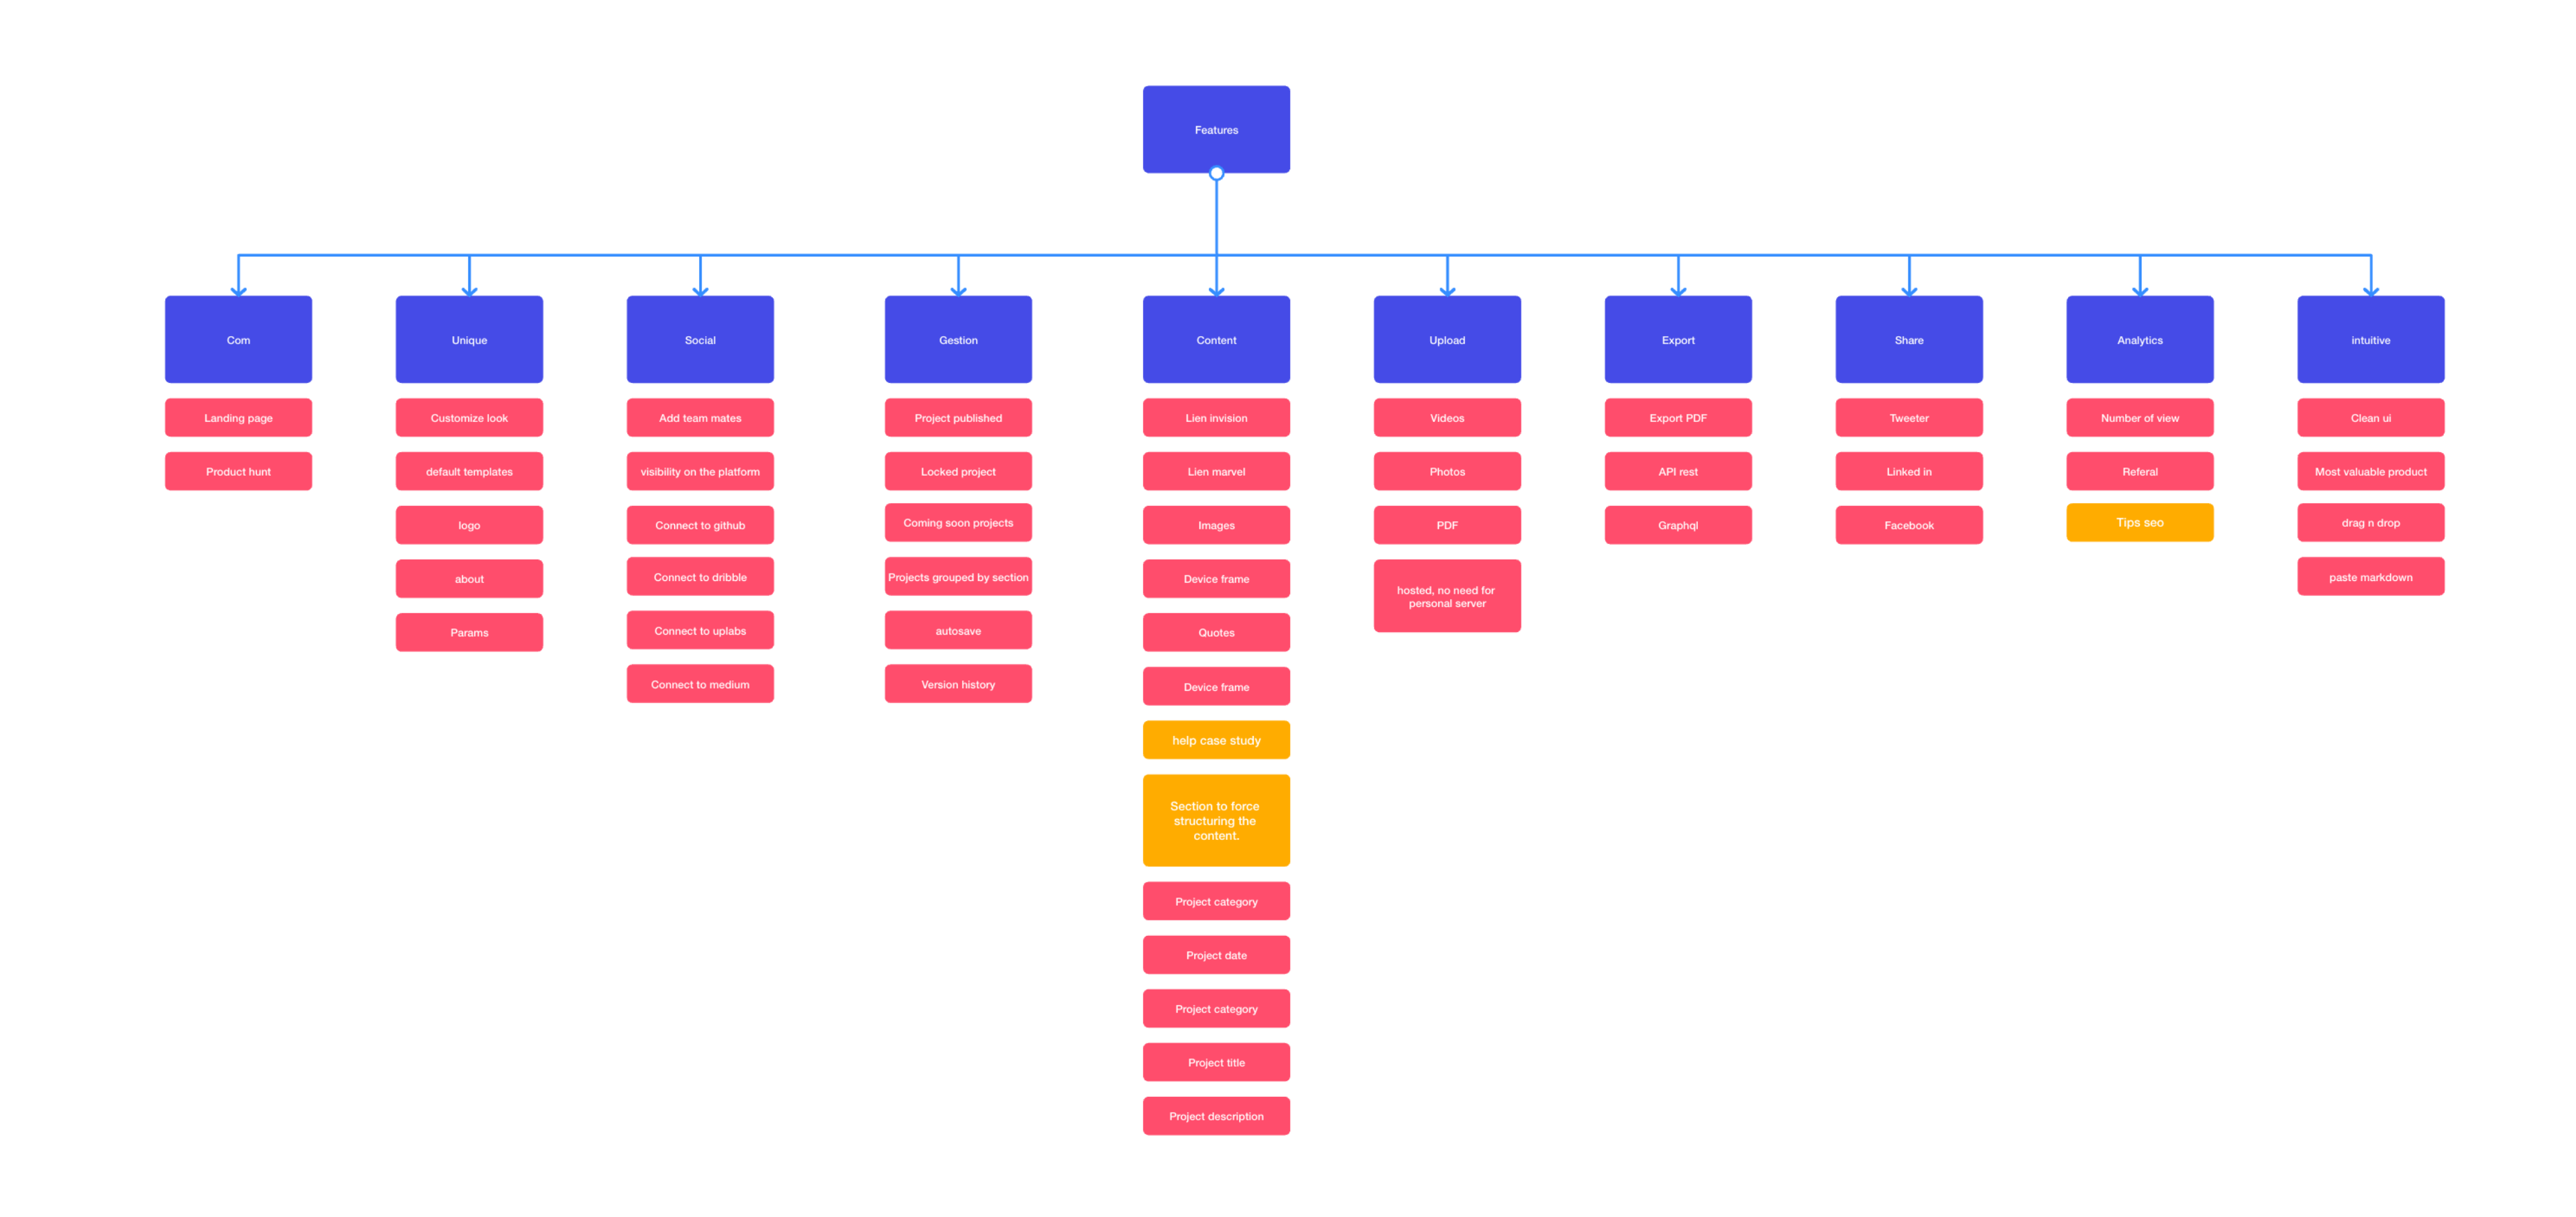 Features
Com
Landing page
Product hunt
Unique
Customize look
default templates
logo
about
Params
Social
Add team mates
visibility on the platform
Connect to github
Connect to dribble
Connect to uplabs
Connect to medium
Gestion
Project published
Locked project
Coming soon projects
Projects grouped by section
autosave
Version history
Content
Lien invision
Lien marvel
Images
Device frame
Quotes
Device frame
help case study
Section to force
structuring the
content.
Project category
Project date
Project category
Project title
Project description
Upload
Videos
Photos
PDF
hosted, no need for
personal server
Export
Export PDF
API rest
Graphql
Share
Tweeter
Linked in
Facebook
Analytics
Number of view
Referal
Tips seo
intuitive
Clean ui
Most valuable product
drag n drop
paste markdown